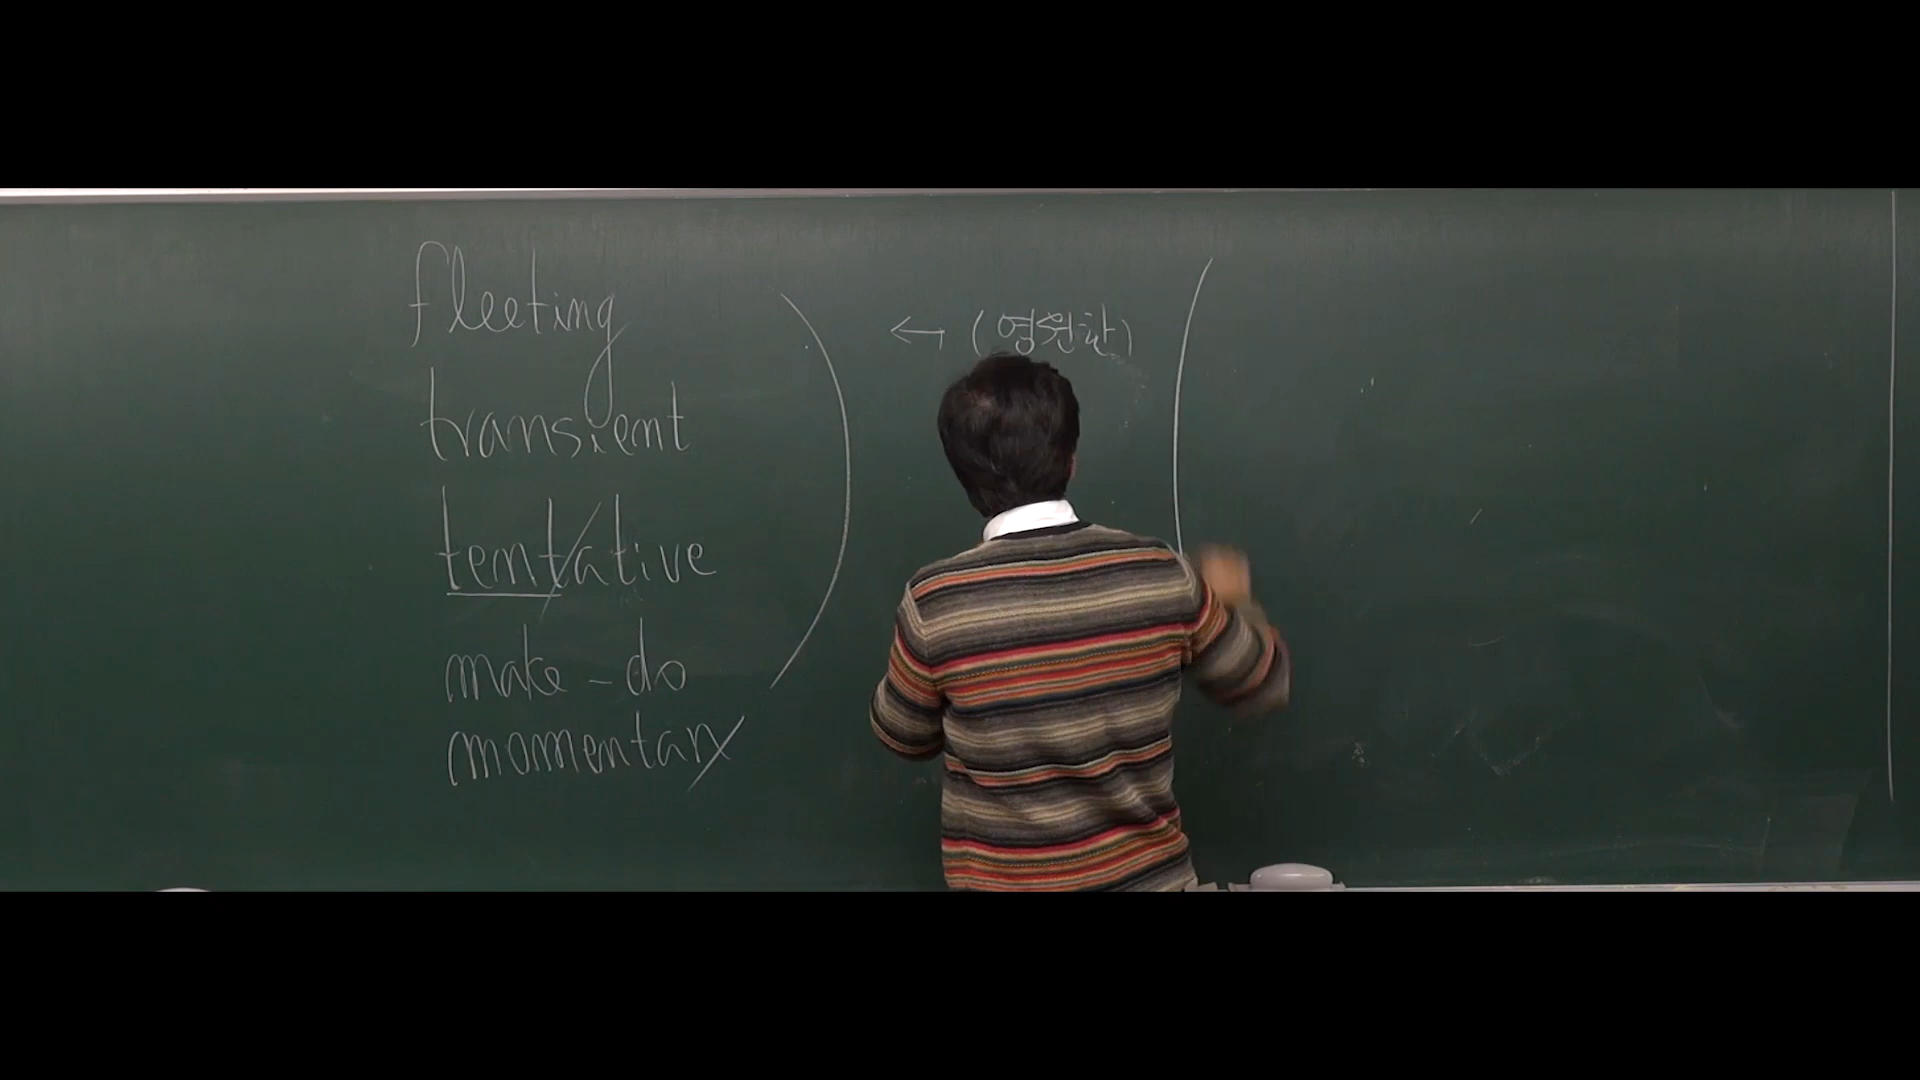 fleeting
transient
tentative
make-do
momentary
↔ (영원한)